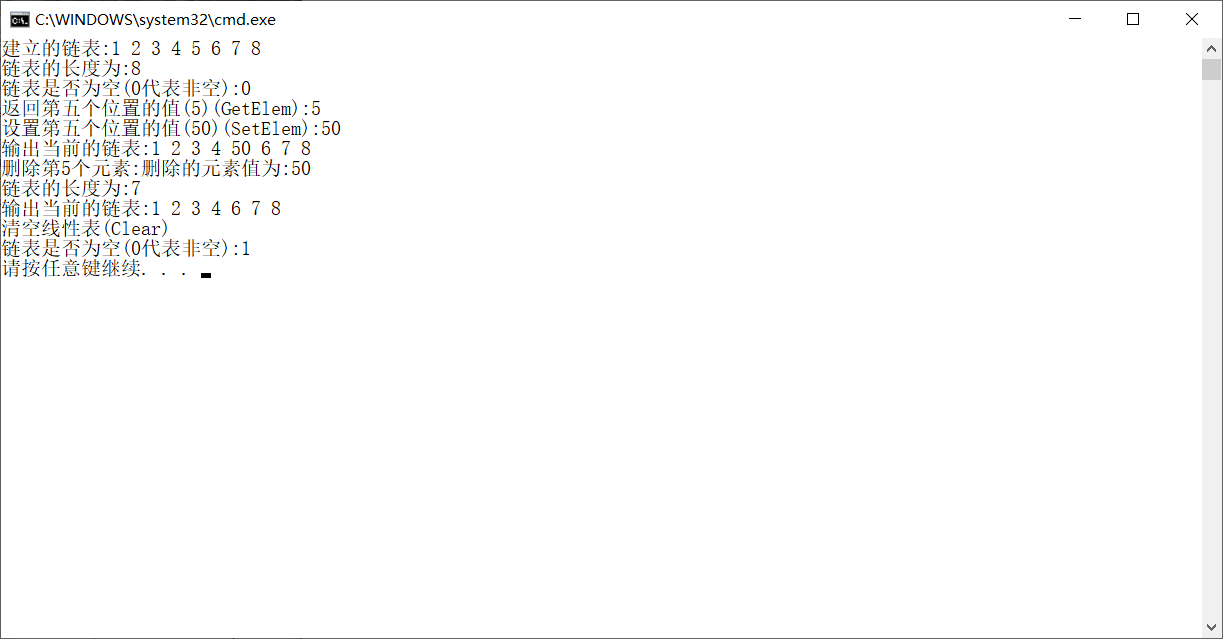 C:\WINDOWS\system32\cmd.exe
建立的链表:1 2 3 4 5 6 7 8
链表的长度为:8
链表是否为空(0代表非空):0
返回第五个位置的值(5)(GetElem):5
设置第五个位置的值(50)(SetElem):50
输出当前的链表:1 2 3 4 50 6 7 8
删除第5个元素:删除的元素值为:50
链表的长度为:7
输出当前的链表:1 2 3 4 6 7 8
清空线性表(Clear)
链表是否为空(0代表非空):1
请按任意键继续. . .